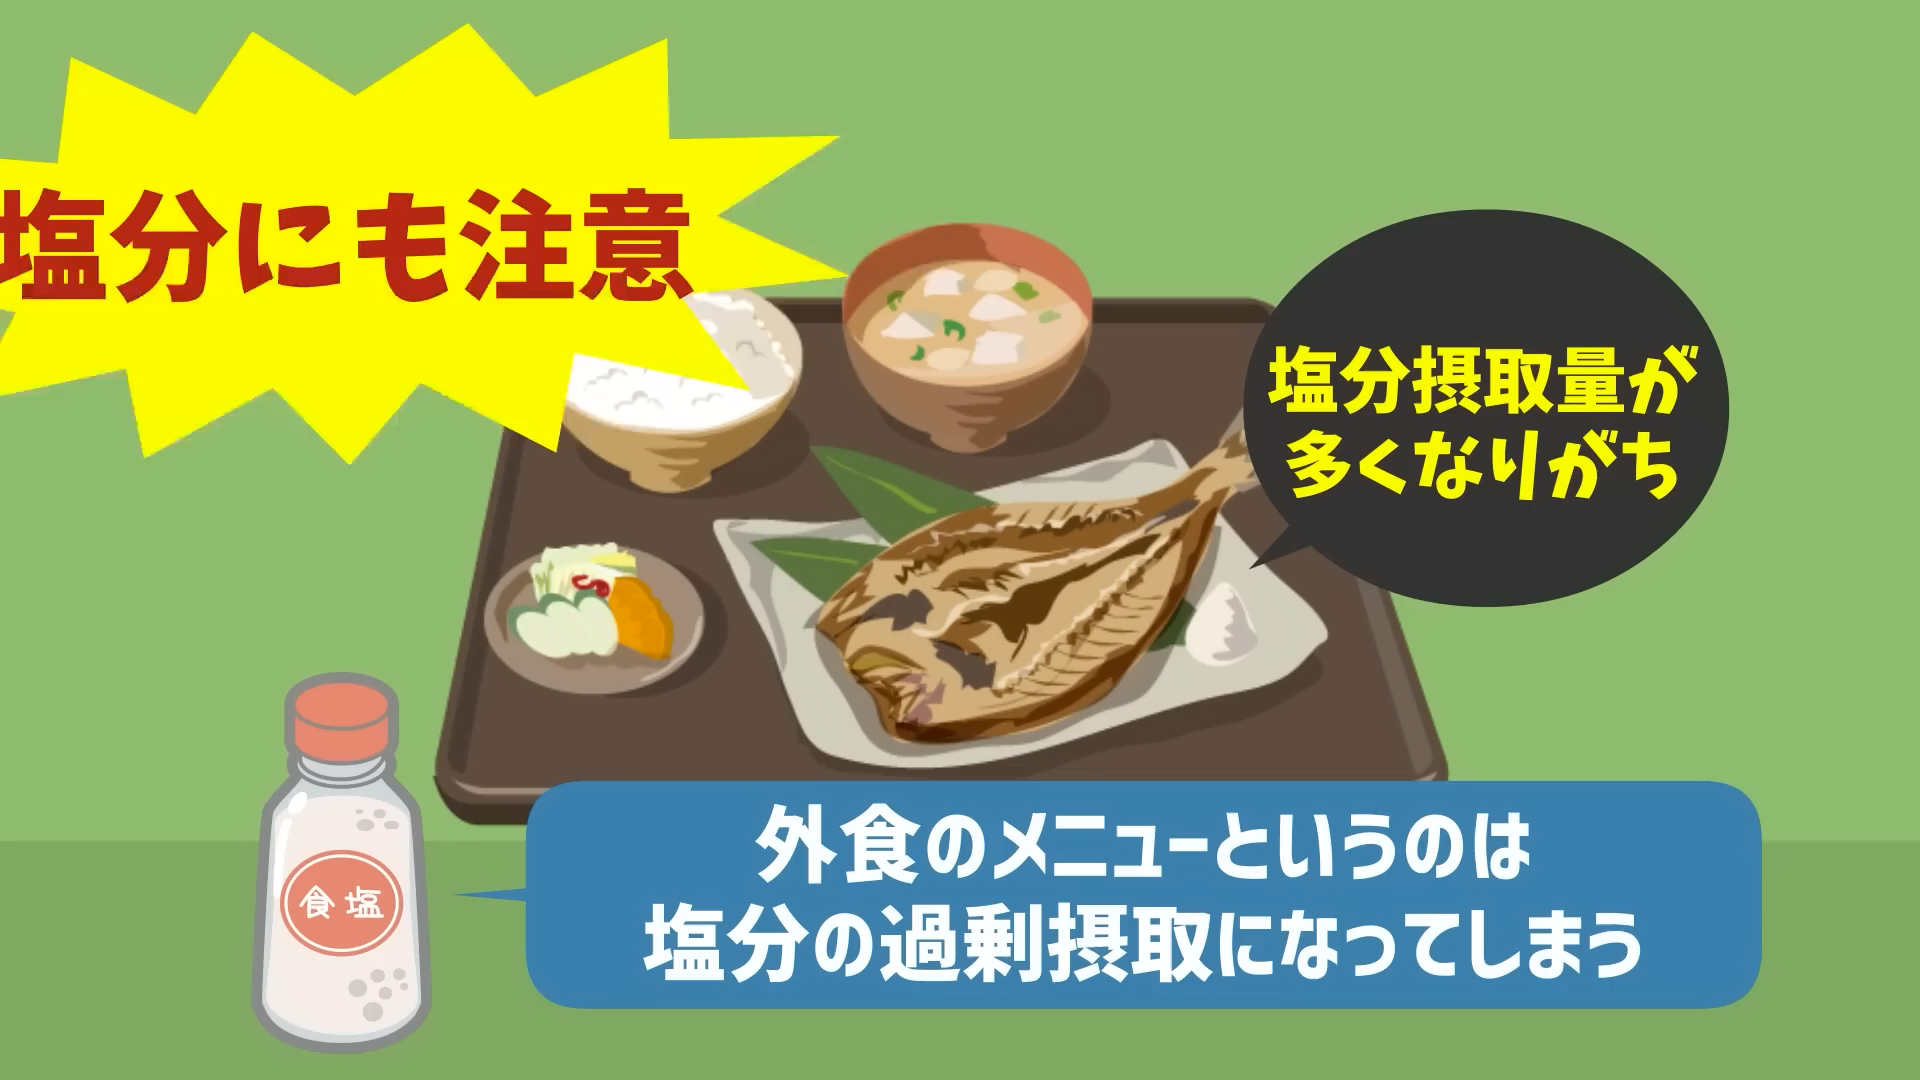 塩分にも注意
塩分摂取量が
多くなりがち
外食のメニューというのは
塩分の過剰摂取になってしまう
食塩